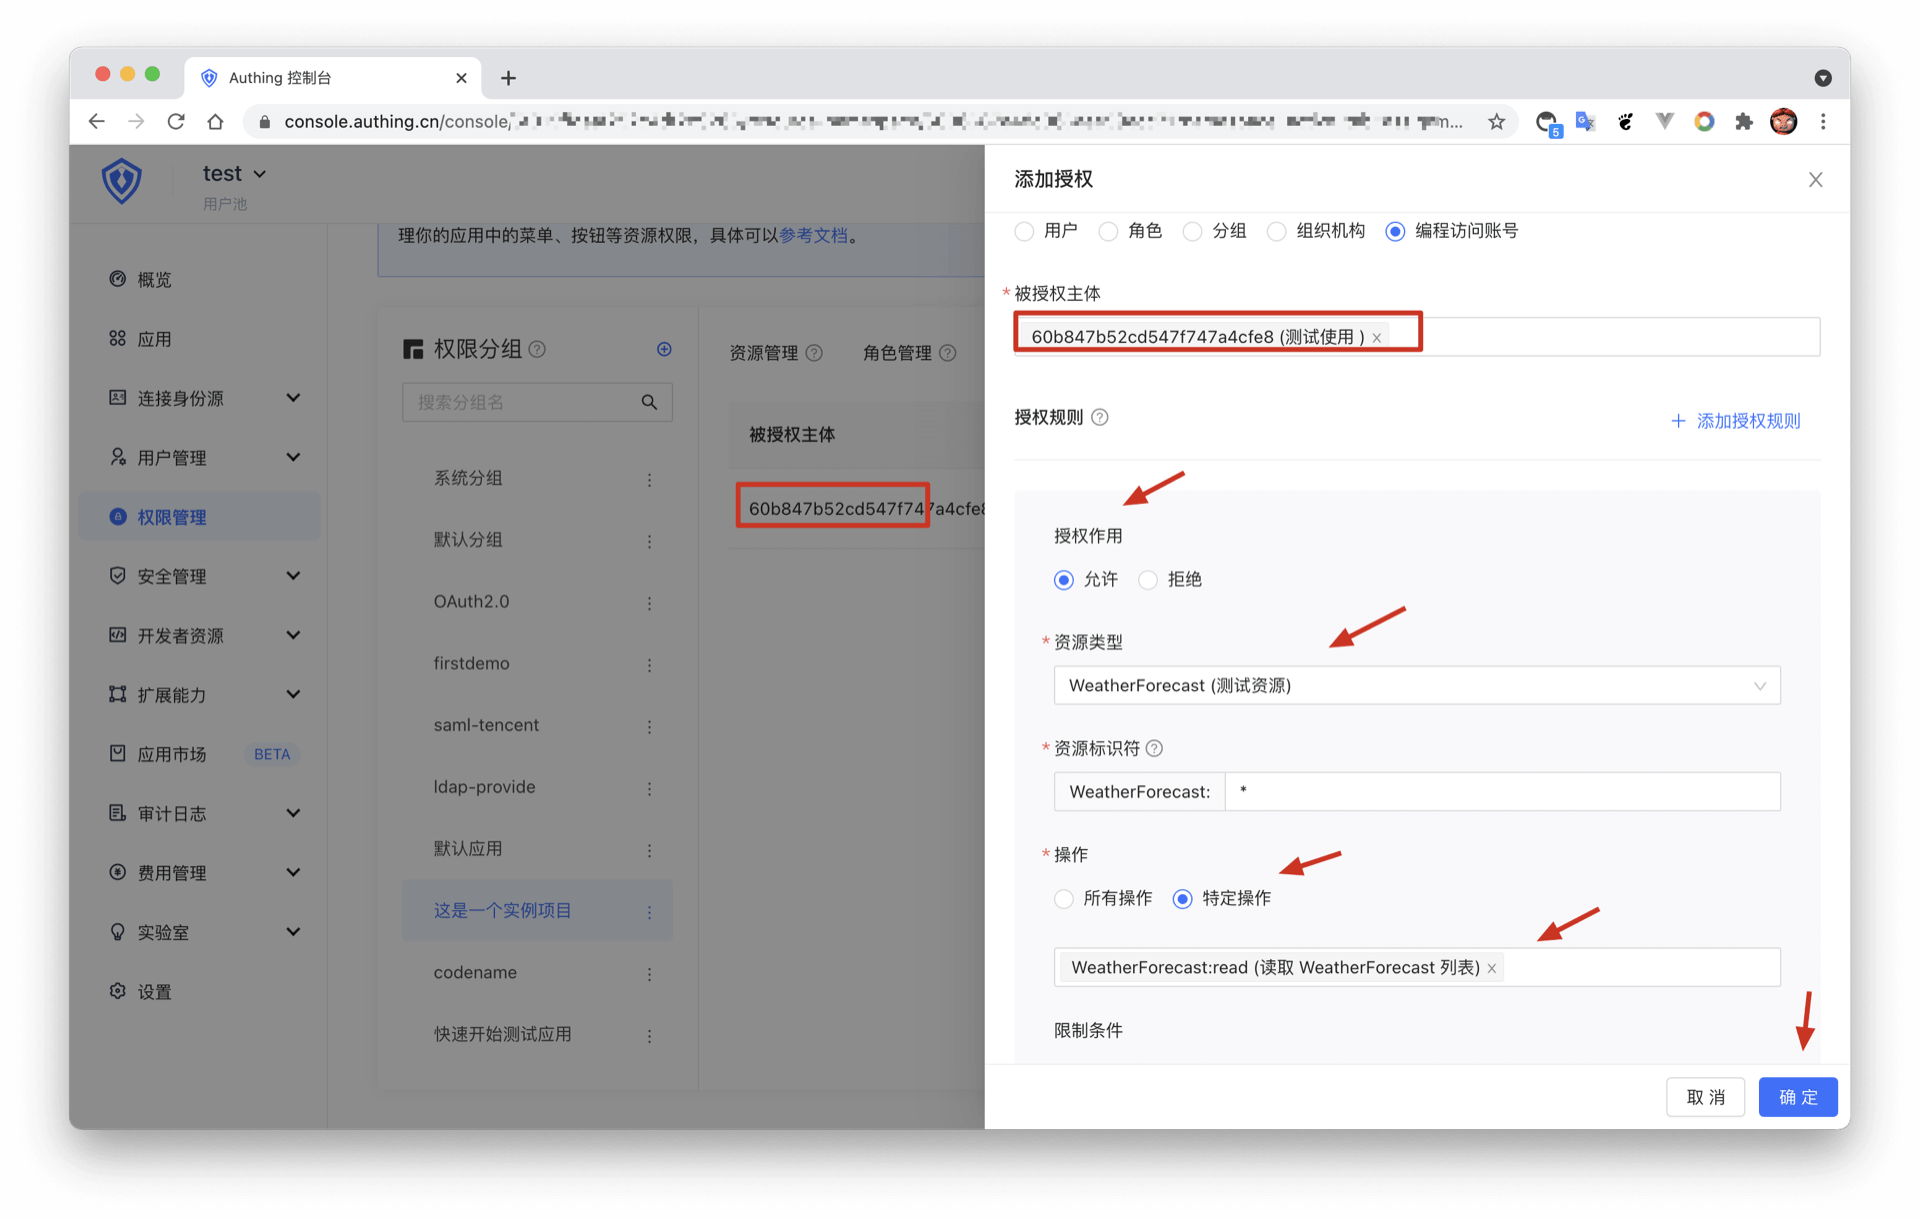 Authing 控制台
console.authing.cn/console/
m...
5
test
用户池
概览
应用
连接身份源
用户管理
权限管理
安全管理
开发者资源
扩展能力
应用市场 BETA
审计日志
费用管理
实验室
设置
理你的应用中的菜单、按钮等资源权限，具体可以参考文档。
权限分组
搜索分组名
系统分组
默认分组
OAuth2.0
firstdemo
saml-tencent
ldap-provide
默认应用
这是一个实例项目
codename
快速开始测试应用
资源管理 角色管理
被授权主体
60b847b52cd547f747a4cfe8
添加授权
用户 角色 分组 组织机构 编程访问账号
* 被授权主体
60b847b52cd547f747a4cfe8 (测试使用 ) ×
授权规则
+ 添加授权规则
授权作用
允许 拒绝
* 资源类型
WeatherForecast (测试资源)
* 资源标识符
WeatherForecast: *
* 操作
所有操作 特定操作
WeatherForecast:read (读取 WeatherForecast 列表) ×
限制条件
取 消 确 定